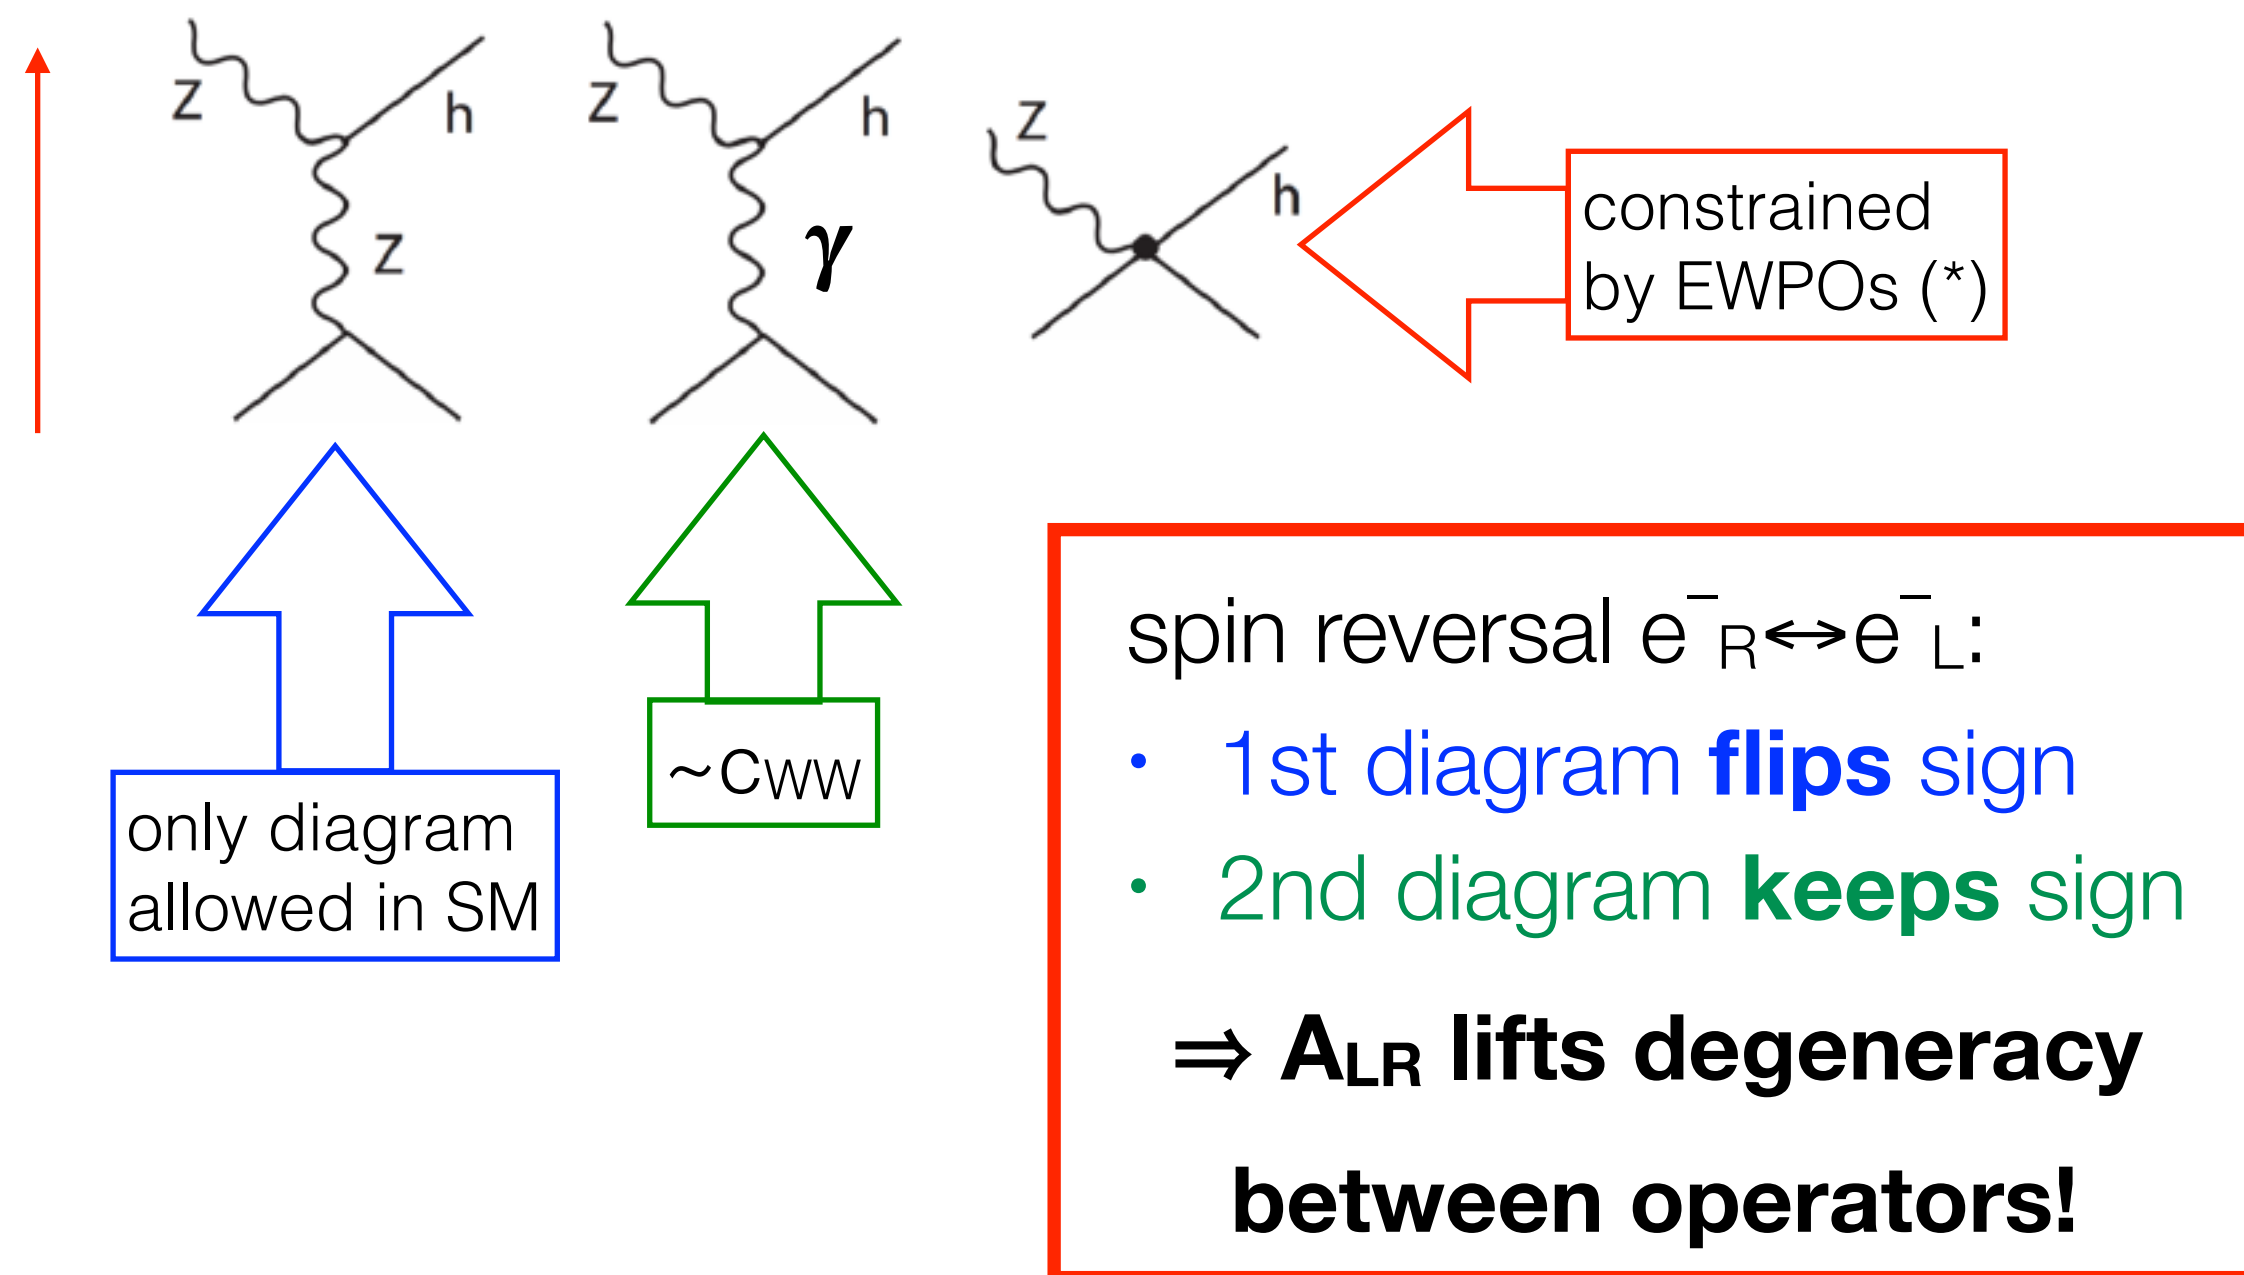 Z
h
Z
Z
h
γ
Z
h
constrained
by EWPOs (*)
only diagram
allowed in SM
~cWW
spin reversal e⁻R↔e⁻L:
• 1st diagram flips sign
• 2nd diagram keeps sign
⇒ ALR lifts degeneracy
between operators!